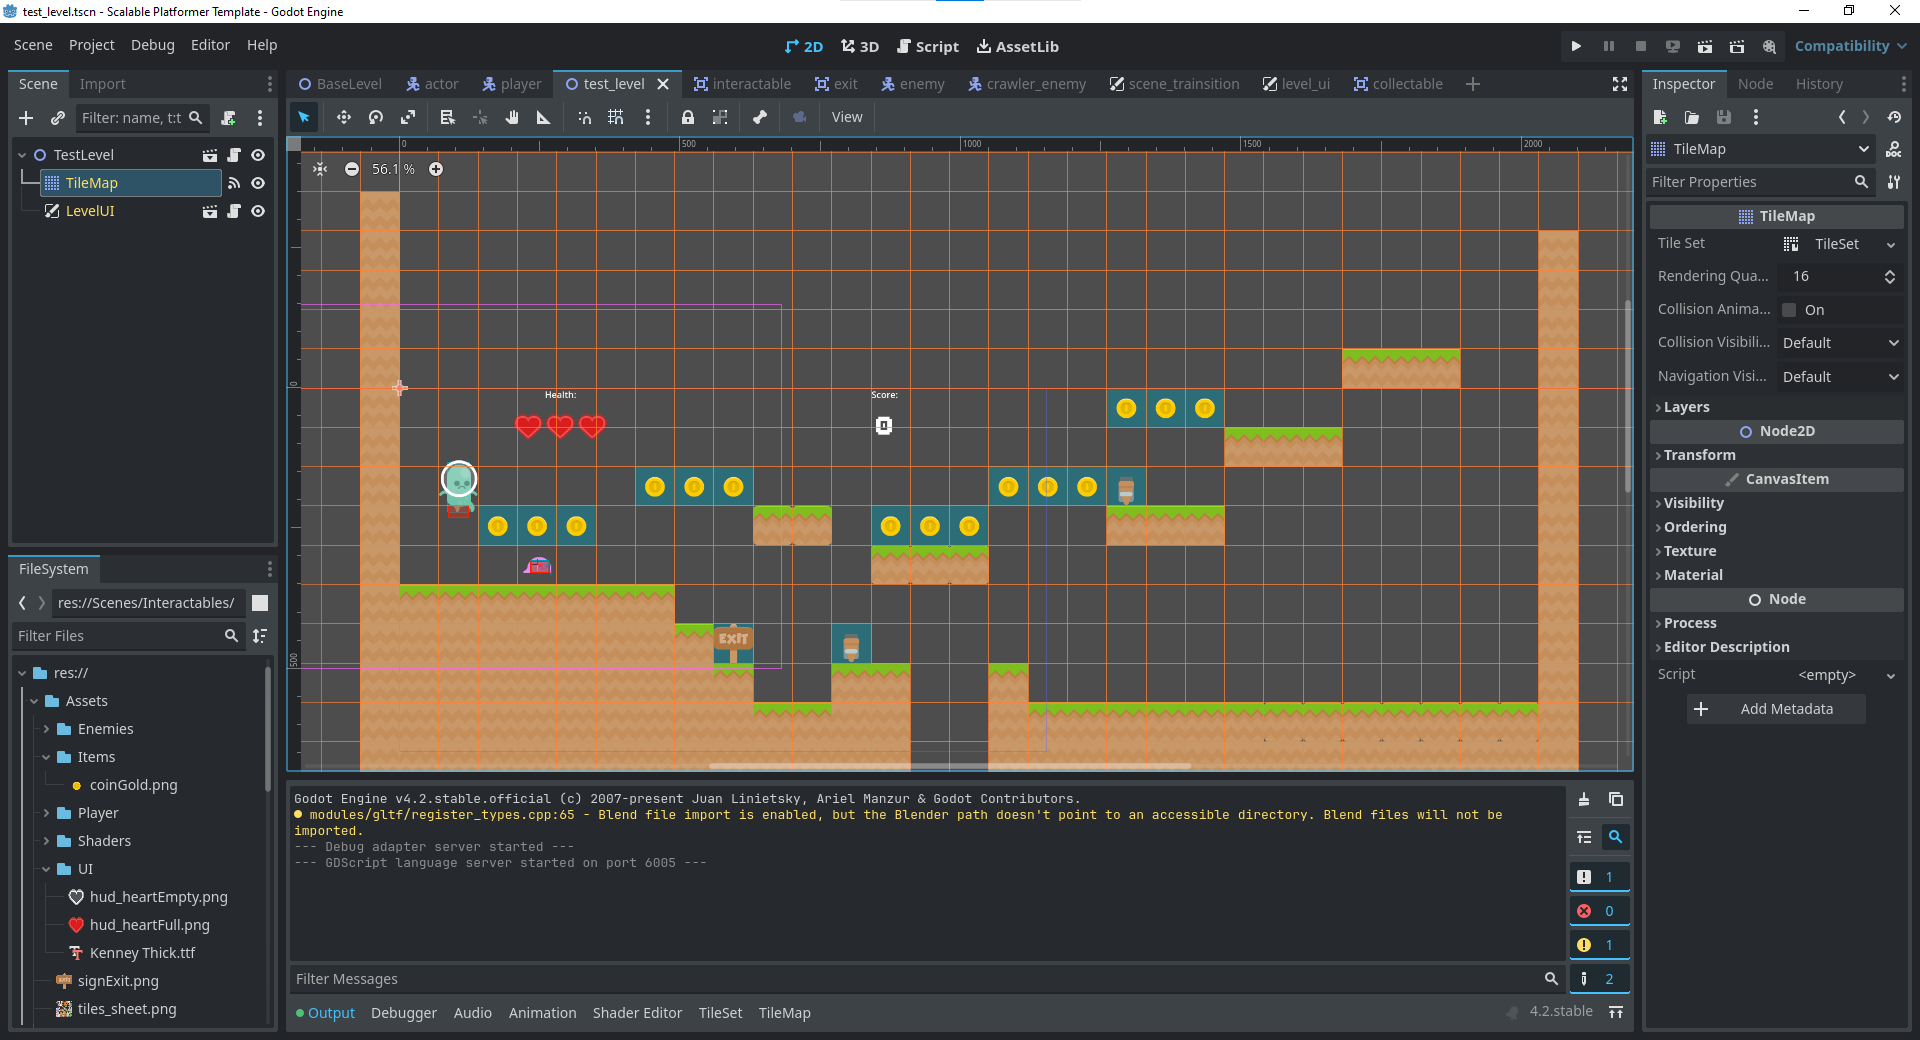 test_level.tscn - Scalable Platformer Template - Godot Engine
Scene Project Debug Editor Help
2D 3D Script AssetLib
Compatibility
Scene Import
Filter: name, t:t
TestLevel
TileMap
LevelUI
FileSystem
res://Scenes/Interactables/
Filter Files
res://
Assets
Enemies
Items
coinGold.png
Player
Shaders
UI
hud_heartEmpty.png
hud_heartFull.png
Kenney Thick.ttf
signExit.png
tiles_sheet.png
BaseLevel actor player test_level interactable exit enemy crawler_enemy scene_transition level_ui collectable
View
0 500 1000 1500 2000
56.1 %
0
500
Health:
Score:
0
EXIT
Godot Engine v4.2.stable.official (c) 2007-present Juan Linietsky, Ariel Manzur & Godot Contributors.
modules/gltf/register_types.cpp:65 - Blend file import is enabled, but the Blender path doesn't point to an accessible directory. Blend files will not be
imported.
--- Debug adapter server started ---
--- GDScript language server started on port 6005 ---
1
0
1
2
Filter Messages
Output Debugger Audio Animation Shader Editor TileSet TileMap
4.2.stable
Inspector Node History
TileMap
Filter Properties
TileMap
Tile Set TileSet
Rendering Qua... 16
Collision Anima... On
Collision Visibili... Default
Navigation Visi... Default
Layers
Node2D
Transform
CanvasItem
Visibility
Ordering
Texture
Material
Node
Process
Editor Description
Script <empty>
Add Metadata